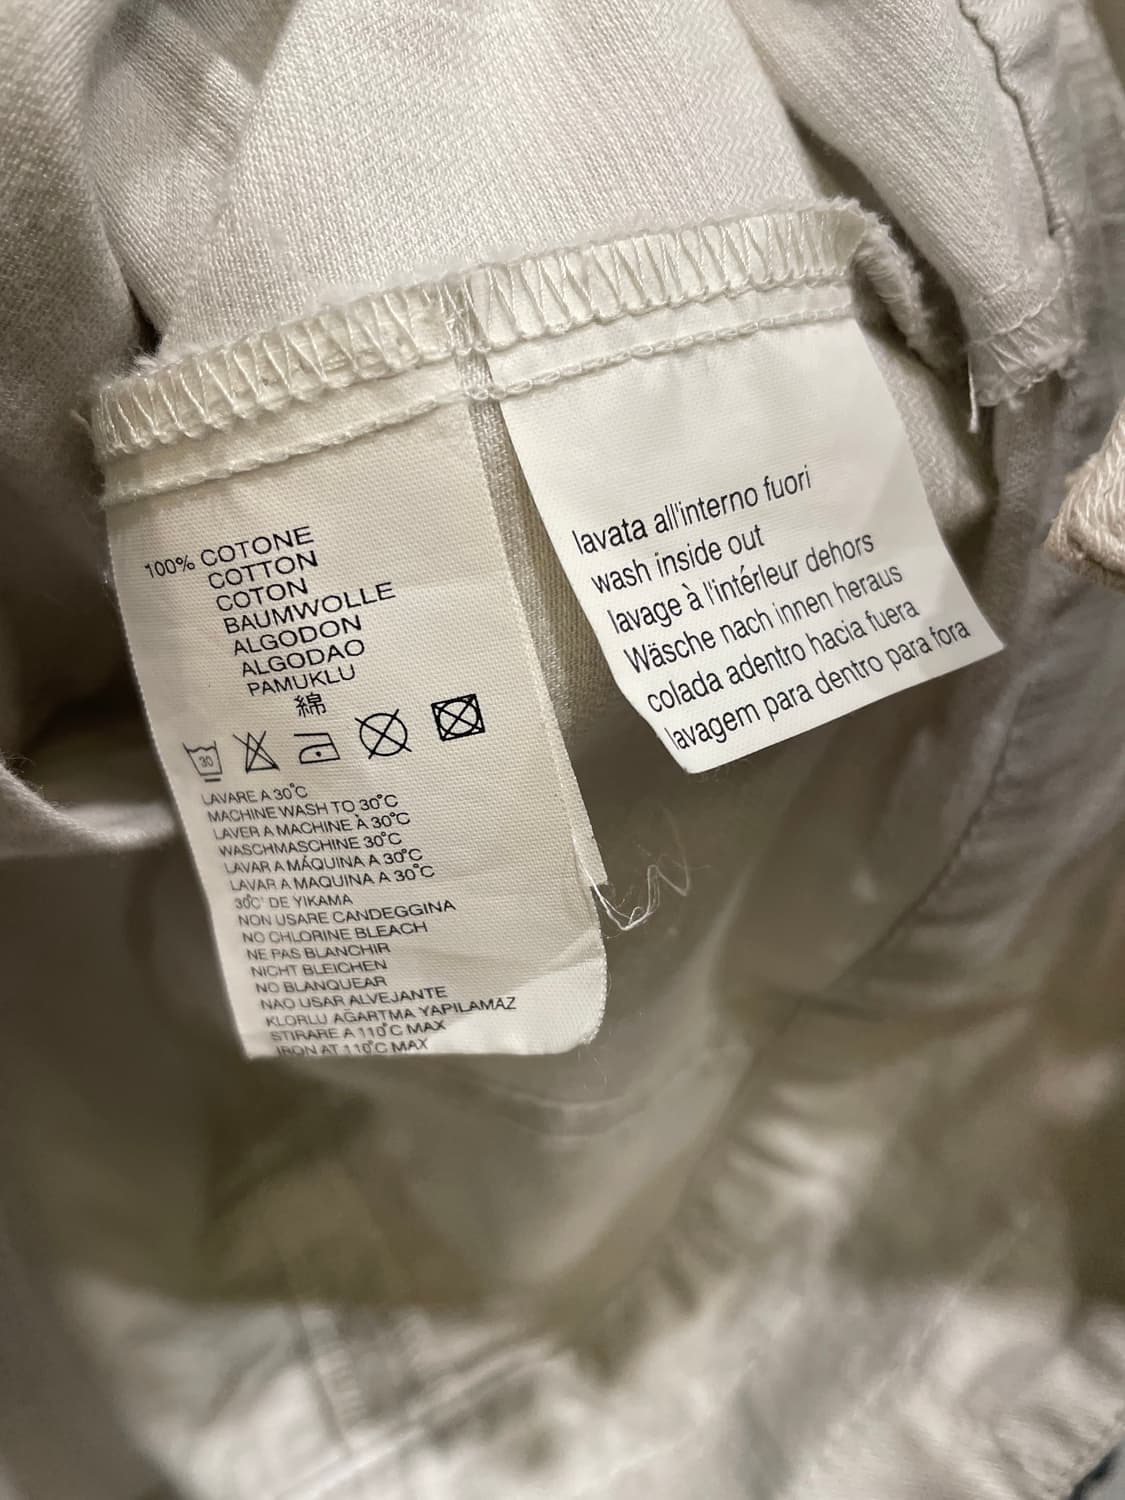 100% COTONE
COTTON
COTON
BAUMWOLLE
ALGODON
ALGODAO
PAMUKLU
綿
30
LAVARE A 30°C
MACHINE WASH TO 30°C
LAVER A MACHINE À 30°C
WASCHMASCHINE 30°C
LAVAR A MÁQUINA A 30°C
LAVAR A MAQUINA A 30°C
30°C' DE YIKAMA
NON USARE CANDEGGINA
NO CHLORINE BLEACH
NE PAS BLANCHIR
NICHT BLEICHEN
NO BLANQUEAR
NAO USAR ALVEJANTE
KLORLU AĞARTMA YAPILAMAZ
STIRARE A 110°C MAX
IRON AT 110°C MAX
lavata all'interno fuori
wash inside out
lavage à l'intérleur dehors
Wäsche nach innen heraus
colada adentro hacia fuera
lavagem para dentro para fora